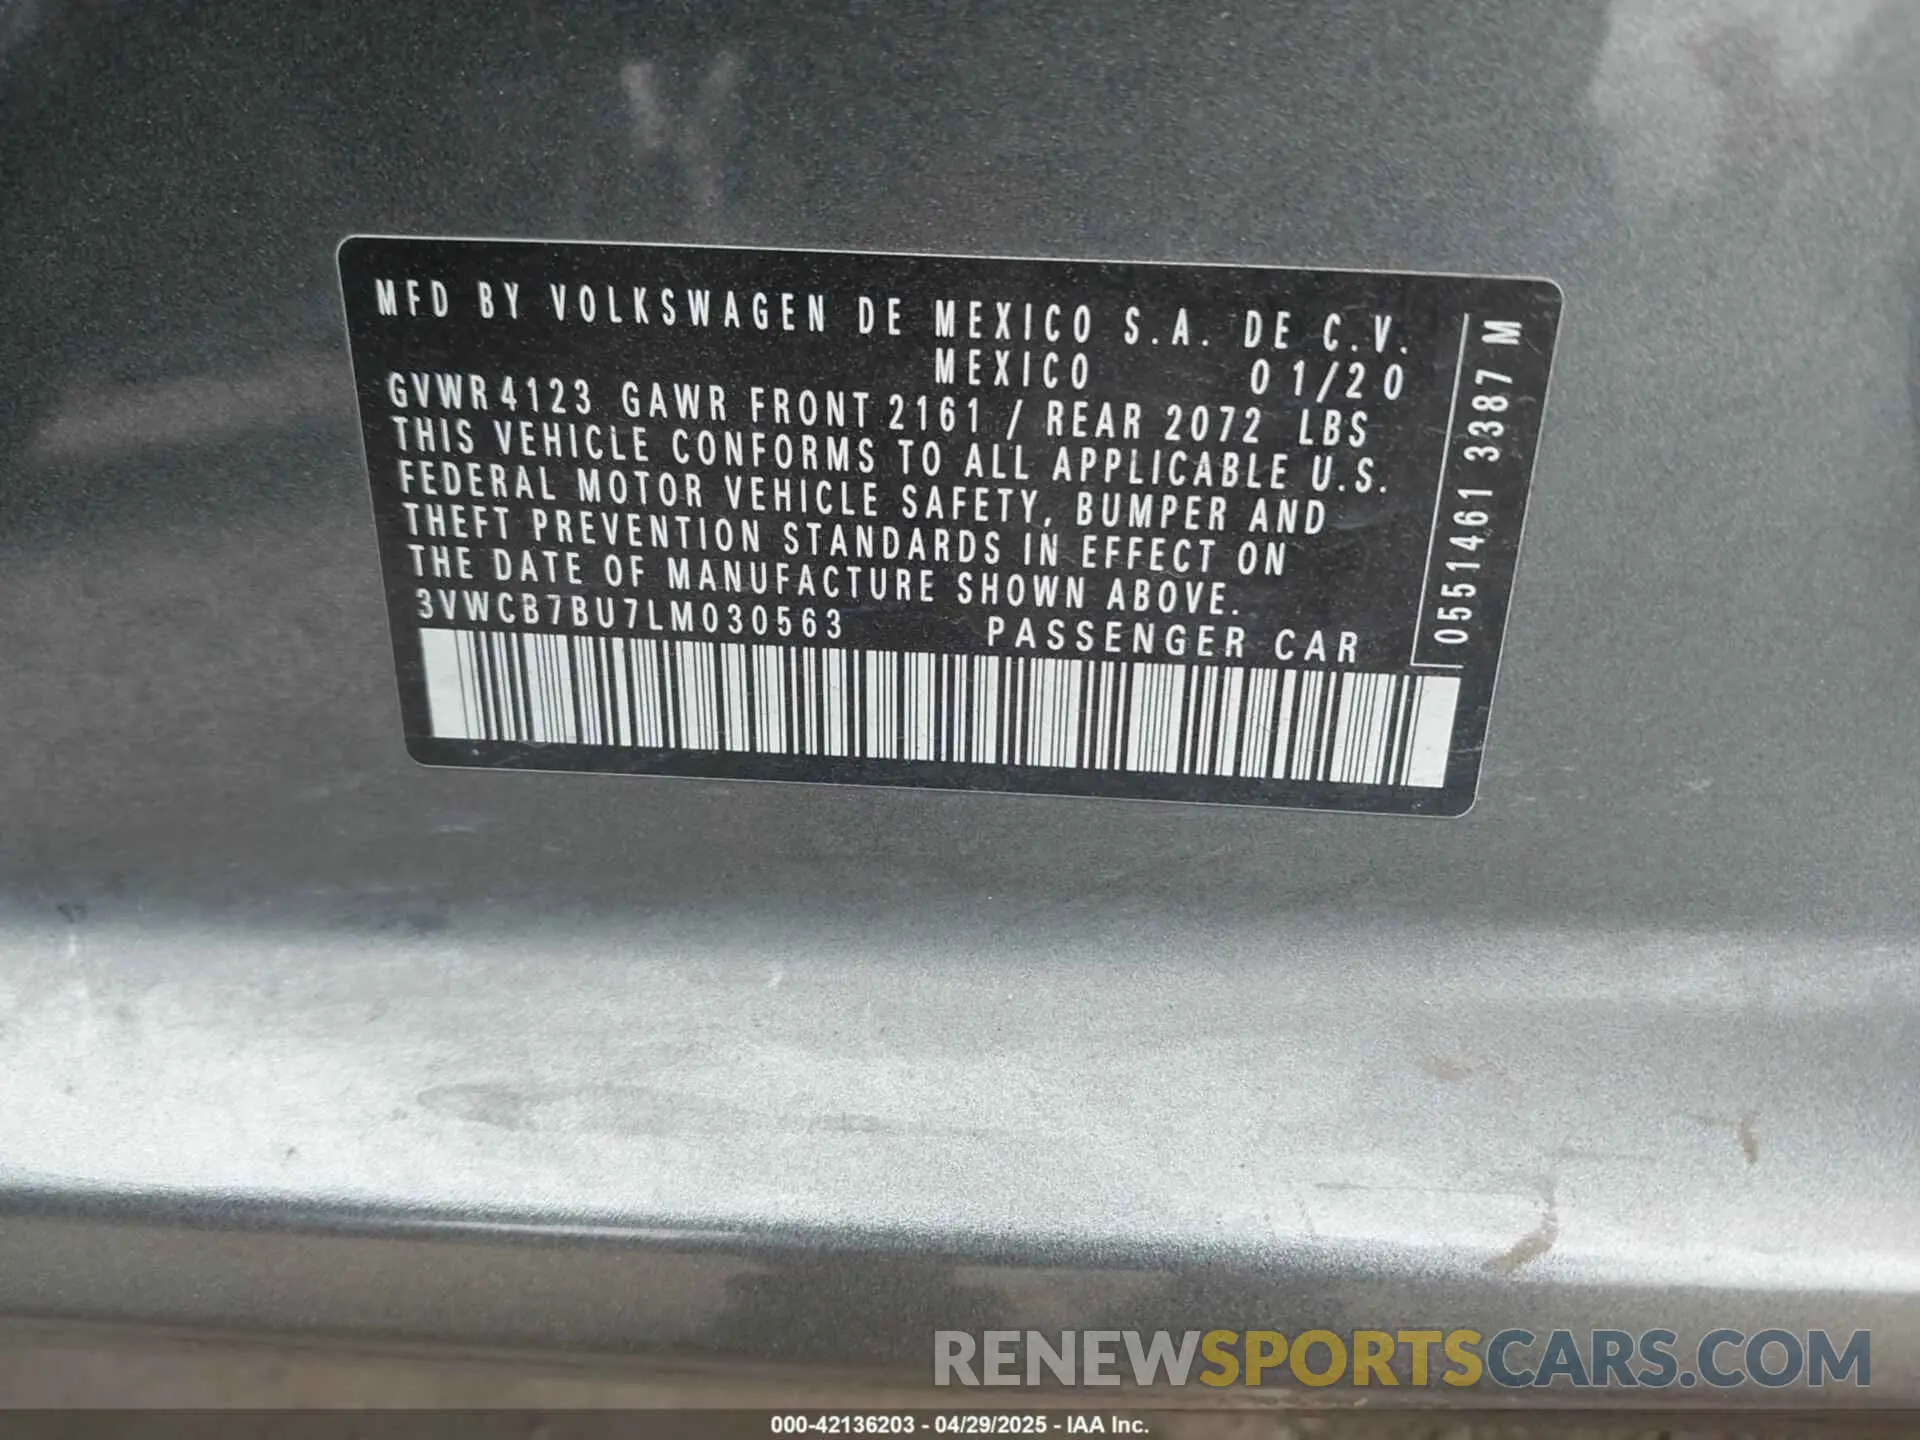 MFD BY VOLKSWAGEN DE MEXICO S.A. DE C.V.
MEXICO 01/20
GVWR 4123 GAWR FRONT 2161 / REAR 2072 LBS
THIS VEHICLE CONFORMS TO ALL APPLICABLE U.S.
FEDERAL MOTOR VEHICLE SAFETY, BUMPER AND
THEFT PREVENTION STANDARDS IN EFFECT ON
THE DATE OF MANUFACTURE SHOWN ABOVE.
3VWCB7BU7LM030563 PASSENGER CAR
0551461 3387 M
RENEWSPORTSCARS.COM
000-42136203 - 04/29/2025 - IAA Inc.